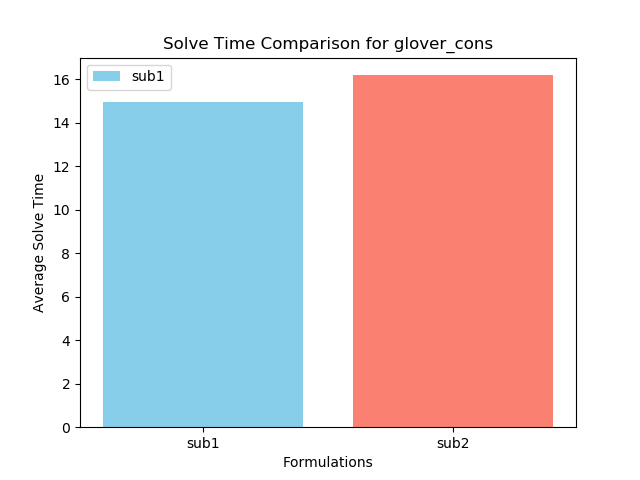 Solve Time Comparison for glover_cons
sub1
16
14
12
10
8
6
4
2
0
Average Solve Time
sub1
sub2
Formulations